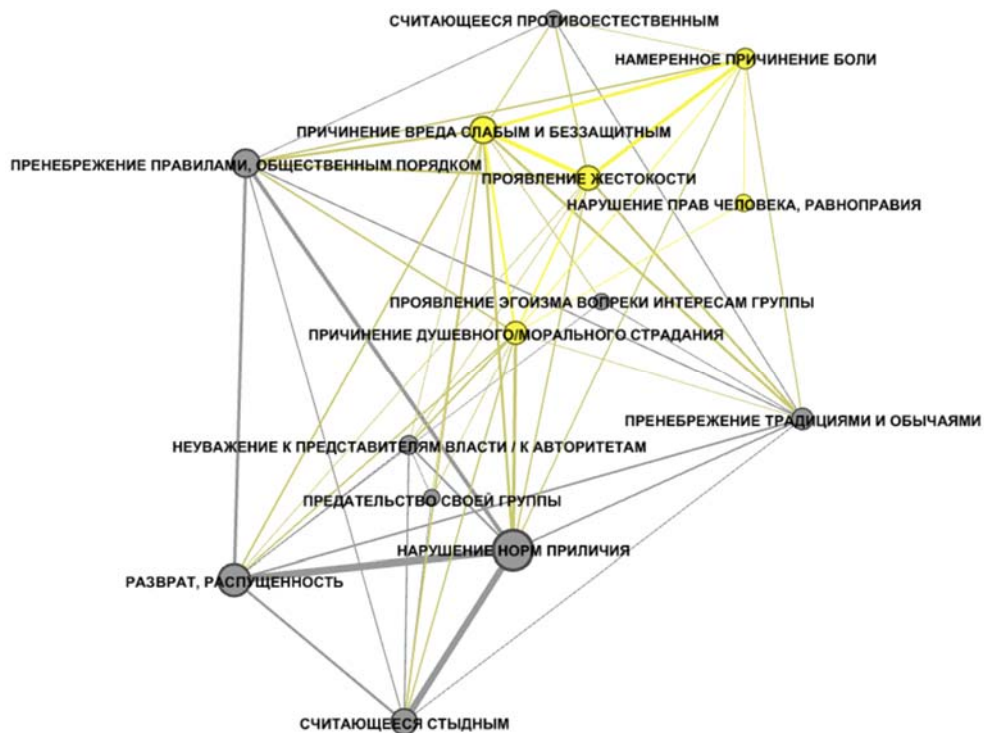 СЧИТАЮЩЕЕСЯ ПРОТИВОЕСТЕСТВЕННЫМ
НАМЕРЕННОЕ ПРИЧИНЕНИЕ БОЛИ
ПРИЧИНЕНИЕ ВРЕДА СЛАБЫМ И БЕЗЗАЩИТНЫМ
ПРЕНЕБРЕЖЕНИЕ ПРАВИЛАМИ, ОБЩЕСТВЕННЫМ ПОРЯДКОМ
ПРОЯВЛЕНИЕ ЖЕСТОКОСТИ
НАРУШЕНИЕ ПРАВ ЧЕЛОВЕКА, РАВНОПРАВИЯ
ПРОЯВЛЕНИЕ ЭГОИЗМА ВОПРЕКИ ИНТЕРЕСАМ ГРУППЫ
ПРИЧИНЕНИЕ ДУШЕВНОГО/МОРАЛЬНОГО СТРАДАНИЯ
ПРЕНЕБРЕЖЕНИЕ ТРАДИЦИЯМИ И ОБЫЧАЯМИ
НЕУВАЖЕНИЕ К ПРЕДСТАВИТЕЛЯМ ВЛАСТИ / К АВТОРИТЕТАМ
ПРЕДАТЕЛЬСТВО СВОЕЙ ГРУППЫ
НАРУШЕНИЕ НОРМ ПРИЛИЧИЯ
РАЗВРАТ, РАСПУЩЕННОСТЬ
СЧИТАЮЩЕЕСЯ СТЫДНЫМ